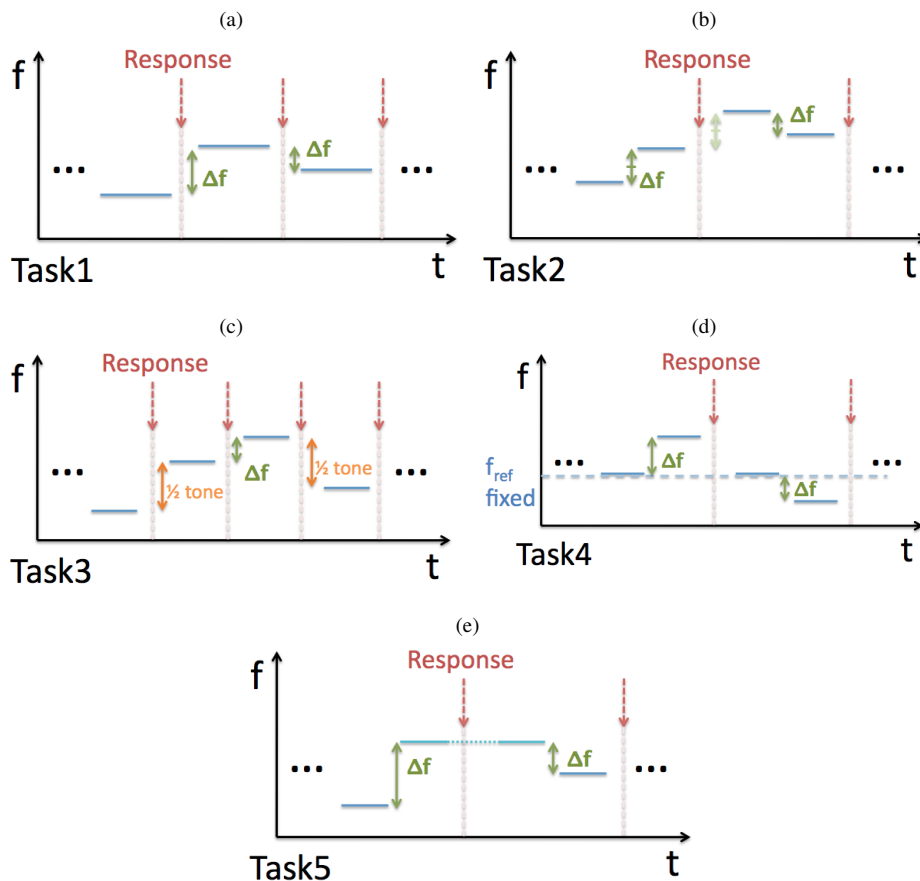 (a)
f
Response
Δf
Δf
...
...
Task1
t
(b)
f
Response
Δf
Δf
...
...
Task2
t
(c)
f
Response
½ tone
Δf
½ tone
...
...
Task3
t
(d)
f
Response
Δf
...
...
f_ref
fixed
Δf
Task4
t
(e)
f
Response
Δf
Δf
...
...
Task5
t